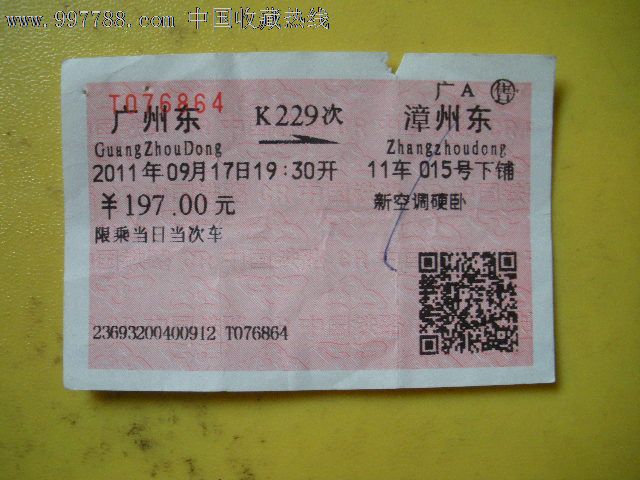 www.997788.com 中国收藏热线
广 A 售
T076864
广州东 K229次 漳州东
GuangZhouDong Zhangzhoudong
2011年09月17日19:30开 11车 015号下铺
￥197.00元 新空调硬卧
限乘当日当次车
23693200400912 T076864